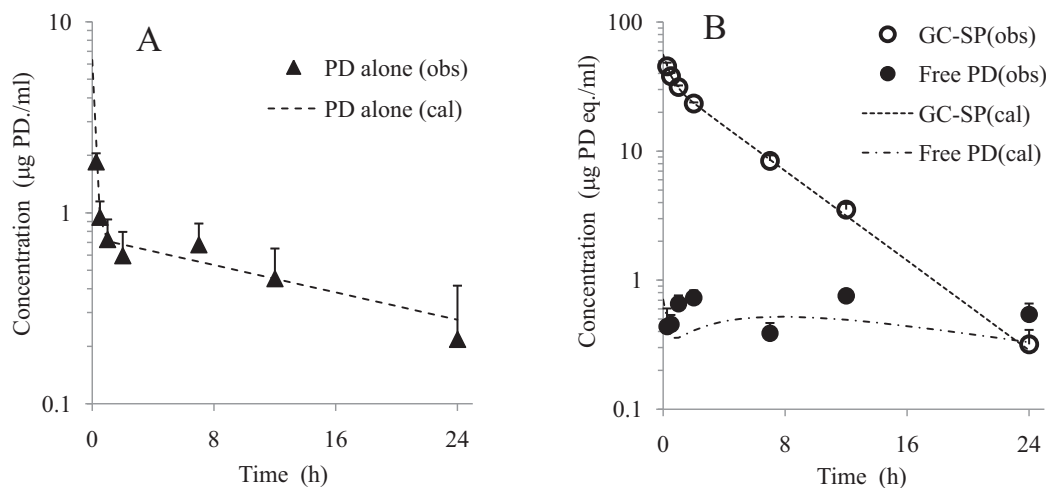 A
PD alone (obs)
PD alone (cal)
Concentration (µg PD./ml)
10
1
0.1
0
8
16
24
Time (h)
B
GC-SP(obs)
Free PD(obs)
GC-SP(cal)
Free PD(cal)
Concentration (µg PD eq./ml)
100
10
1
0.1
0
8
16
24
Time (h)